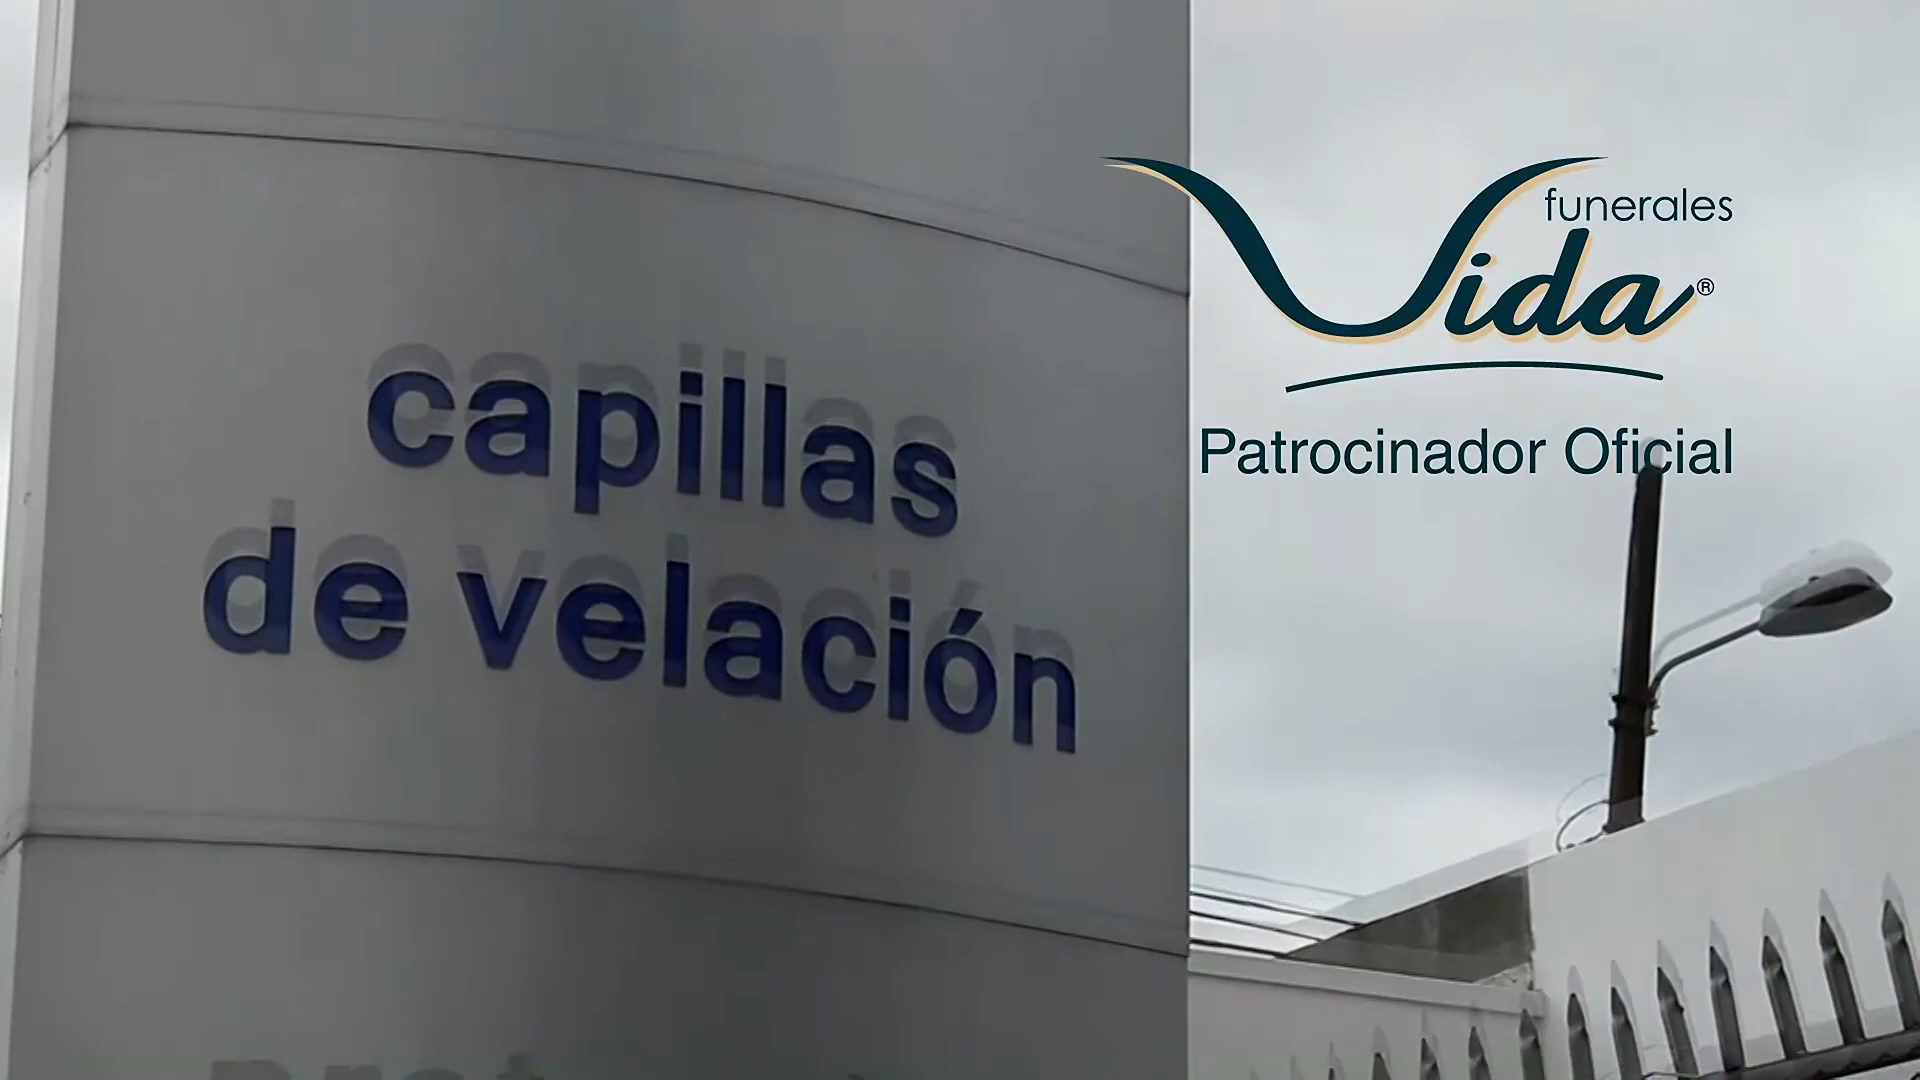 capillas
de velación
funerales
Vida®
Patrocinador Oficial